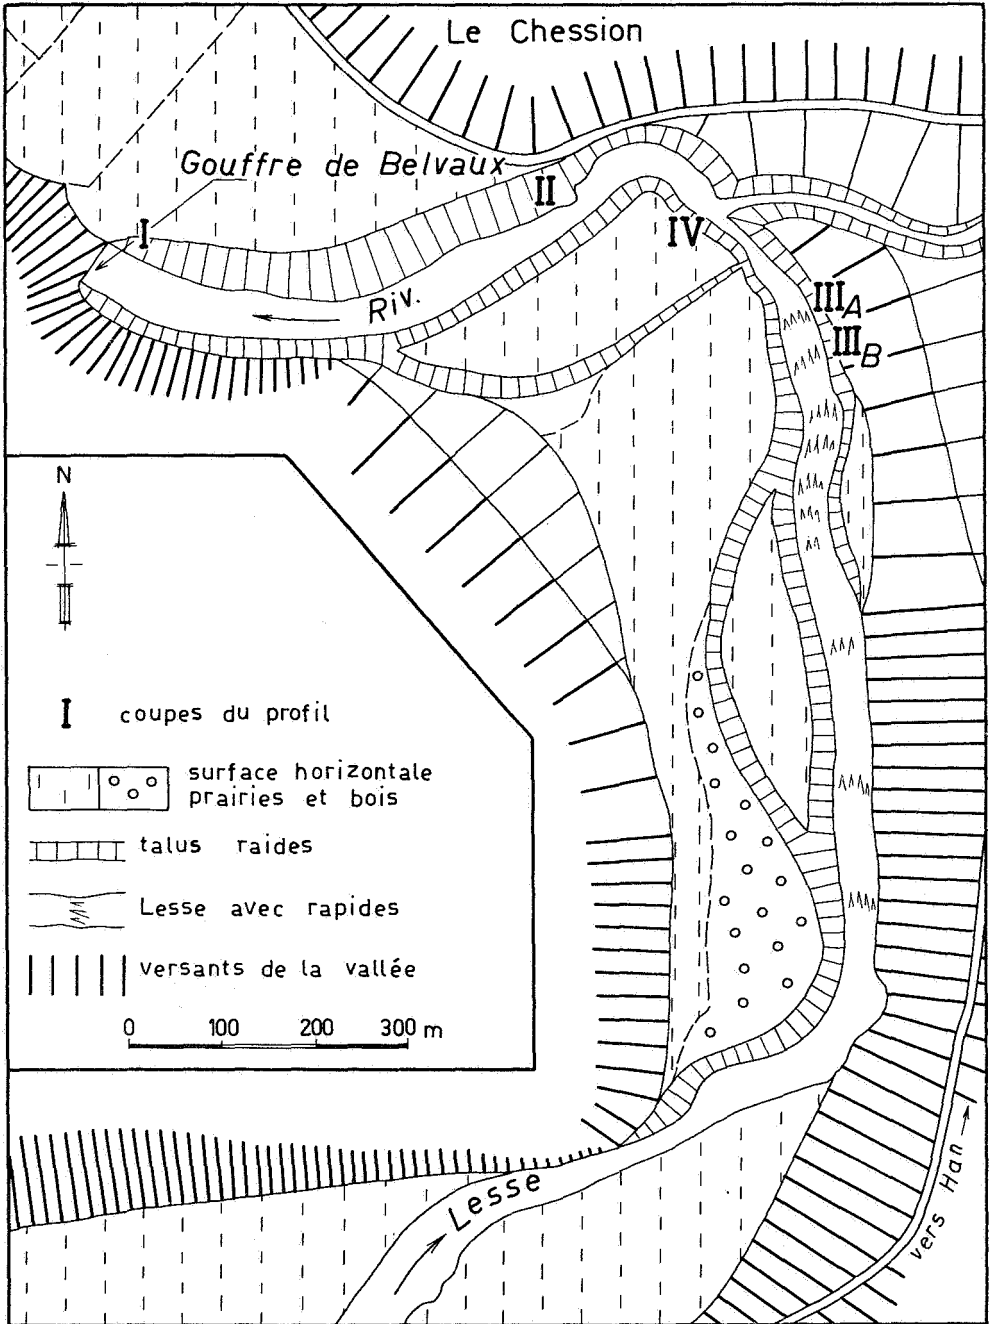 Le Chession
Gouffre de Belvaux
I
II
IV
Riv.
III A
III B
N
I coupes du profil
surface horizontale
prairies et bois
talus raides
Lesse avec rapides
versants de la vallée
0 100 200 300 m
Lesse
vers Han